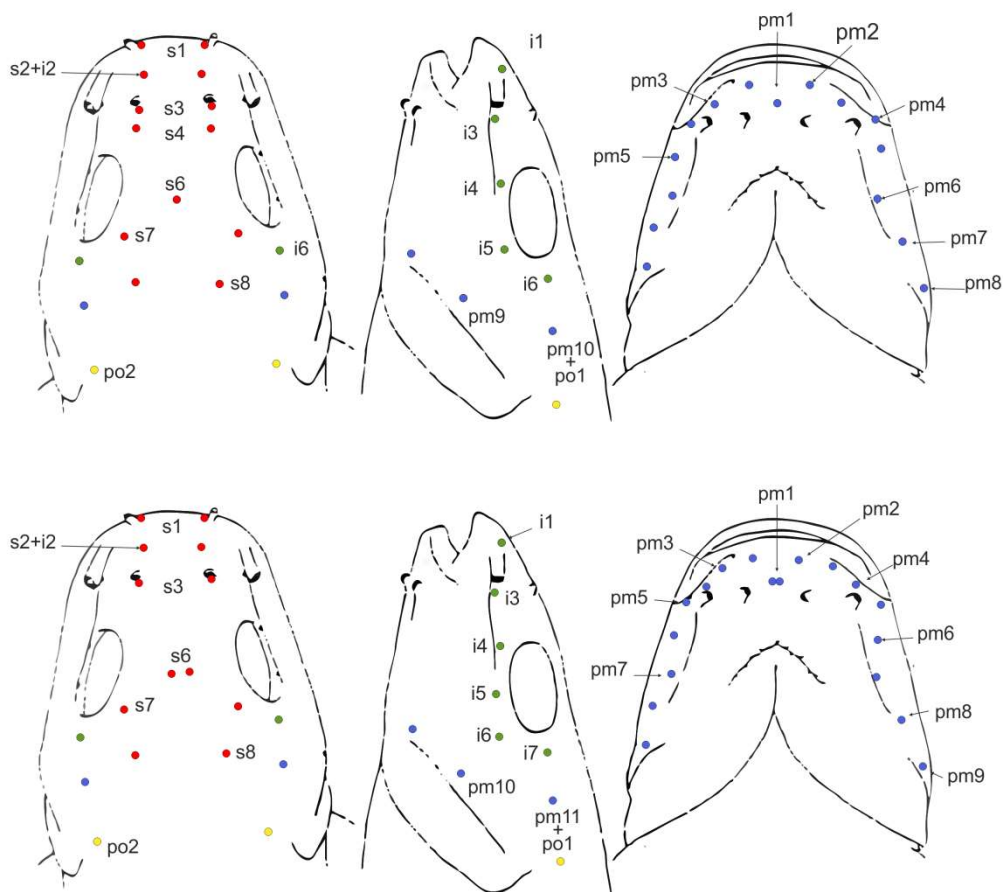 s1
s2+i2
s3
s4
s6
s7
i6
s8
po2
i1
i3
i4
i5
i6
pm9
pm10
+
po1
pm1
pm2
pm3
pm4
pm5
pm6
pm7
pm8
s1
s2+i2
s3
s6
s7
s8
po2
i1
i3
i4
i5
i6
i7
pm10
pm11
+
po1
pm1
pm2
pm3
pm4
pm5
pm6
pm7
pm8
pm9